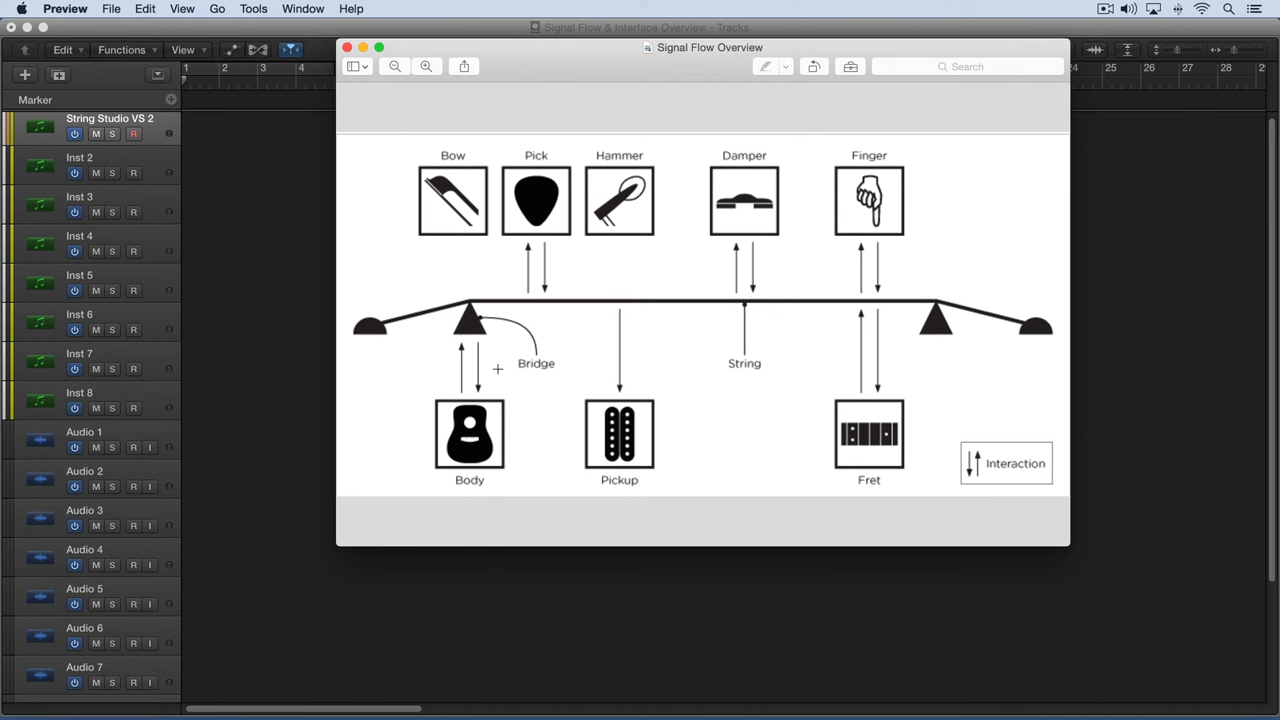 Preview File Edit View Go Tools Window Help
Signal Flow & Interface Overview - Tracks
Edit Functions View
Signal Flow Overview
Search
1 2 3 4 24 25 26 27 28 29
Marker
String Studio VS 2
M S R
Inst 2
M S R
Inst 3
M S R
Inst 4
M S R
Inst 5
M S R
Inst 6
M S R
Inst 7
M S R
Inst 8
M S R
Audio 1
M S R I
Audio 2
M S R I
Audio 3
M S R I
Audio 4
M S R I
Audio 5
M S R I
Audio 6
M S R I
Audio 7
M S R I
Bow Pick Hammer Damper Finger
Bridge String
Body Pickup Fret
Interaction